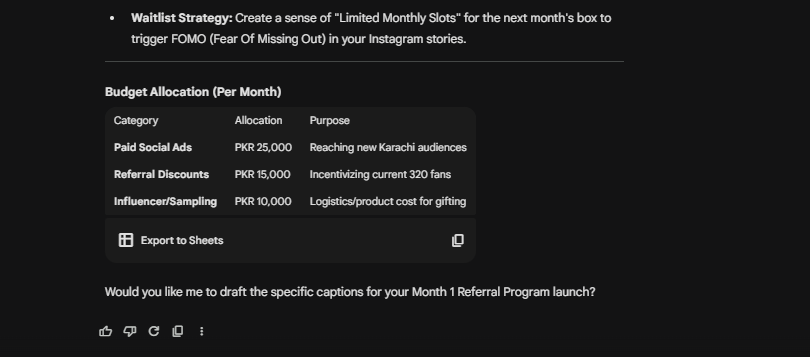 • Waitlist Strategy: Create a sense of "Limited Monthly Slots" for the next month's box to
trigger FOMO (Fear Of Missing Out) in your Instagram stories.
Budget Allocation (Per Month)
Category Allocation Purpose
Paid Social Ads PKR 25,000 Reaching new Karachi audiences
Referral Discounts PKR 15,000 Incentivizing current 320 fans
Influencer/Sampling PKR 10,000 Logistics/product cost for gifting
Export to Sheets
Would you like me to draft the specific captions for your Month 1 Referral Program launch?